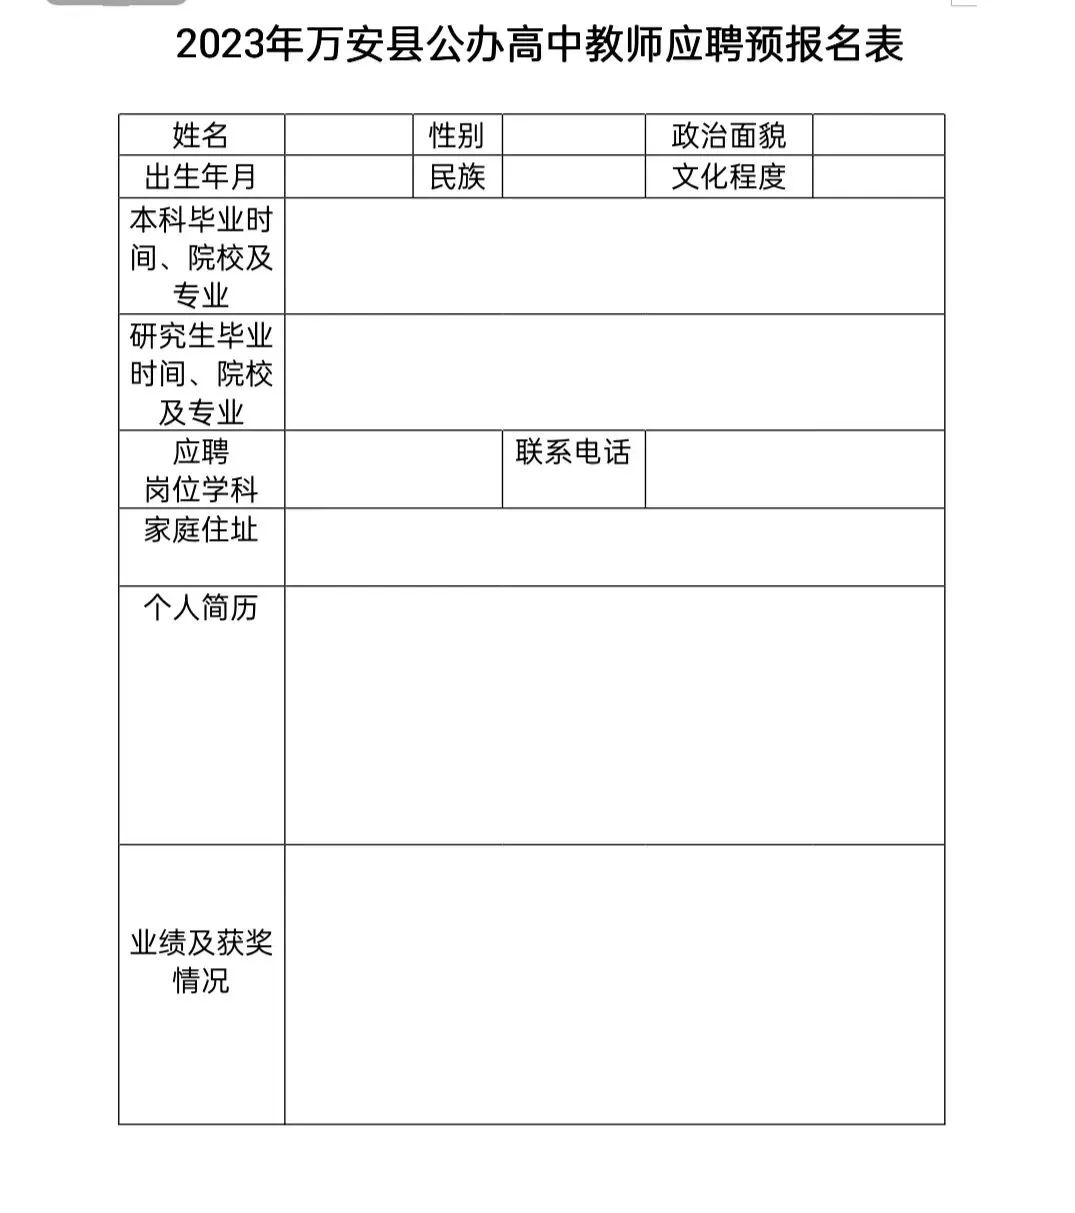 2023年万安县公办高中教师应聘预报名表
姓名 性别 政治面貌
出生年月 民族 文化程度
本科毕业时
间、院校及
专业
研究生毕业
时间、院校
及专业
应聘 联系电话
岗位学科
家庭住址
个人简历
业绩及获奖
情况